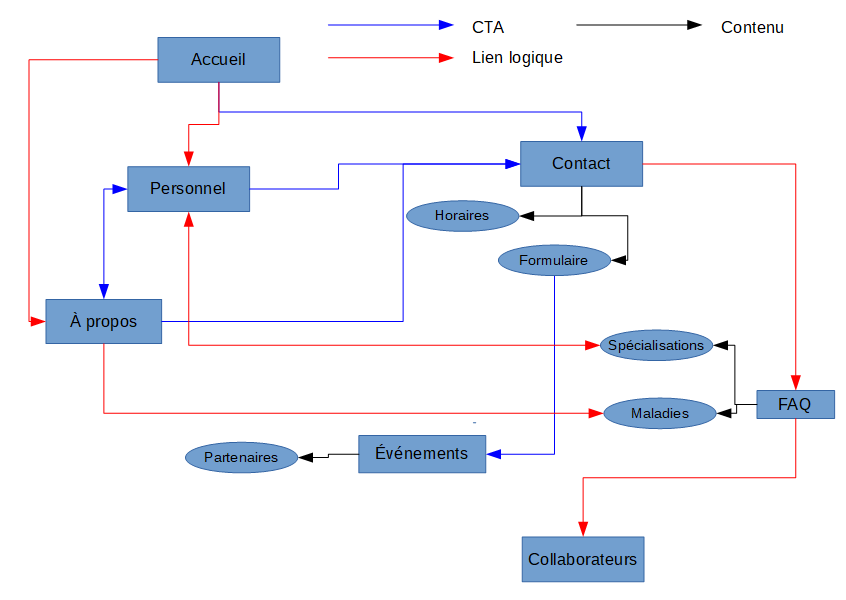 CTA
Contenu
Lien logique
Accueil
Contact
Personnel
Horaires
Formulaire
À propos
Spécialisations
FAQ
Maladies
Événements
Partenaires
Collaborateurs